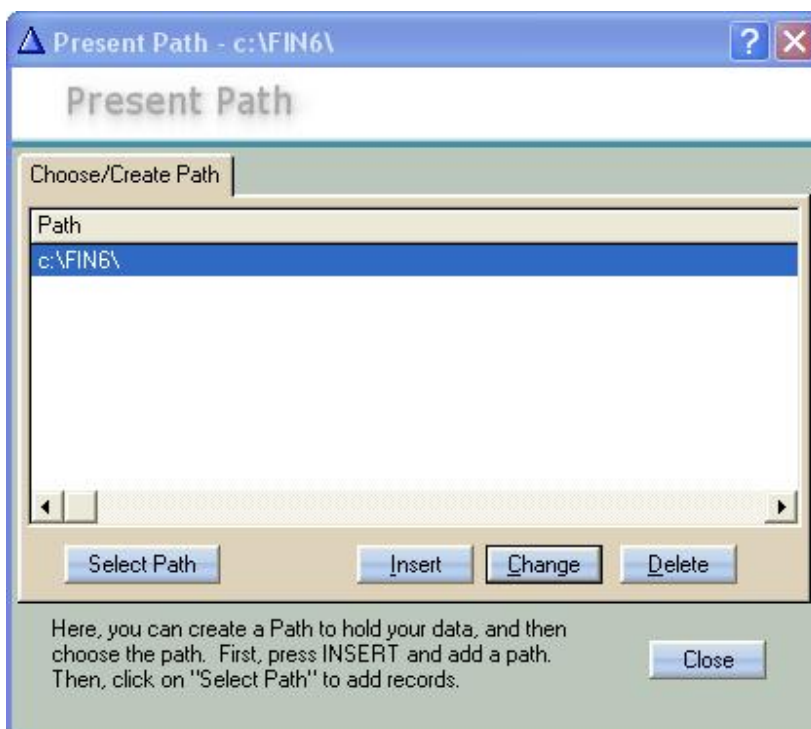 Present Path - c:\FIN6\
?
Present Path
Choose/Create Path
Path
c:\FIN6\
Select Path Insert Change Delete
Here, you can create a Path to hold your data, and then
choose the path. First, press INSERT and add a path.
Then, click on "Select Path" to add records.
Close